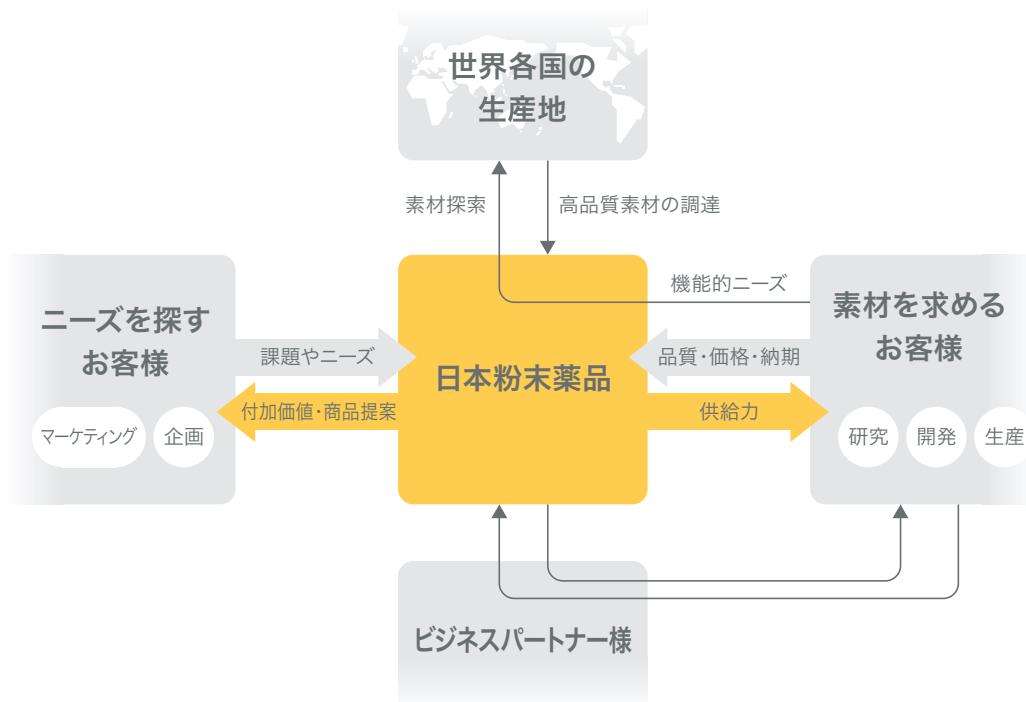 世界各国の
生産地
素材探索
高品質素材の調達
機能的ニーズ
ニーズを探す
お客様
課題やニーズ
付加価値・商品提案
マーケティング
企画
日本粉末薬品
品質・価格・納期
供給力
素材を求める
お客様
研究
開発
生産
ビジネスパートナー様